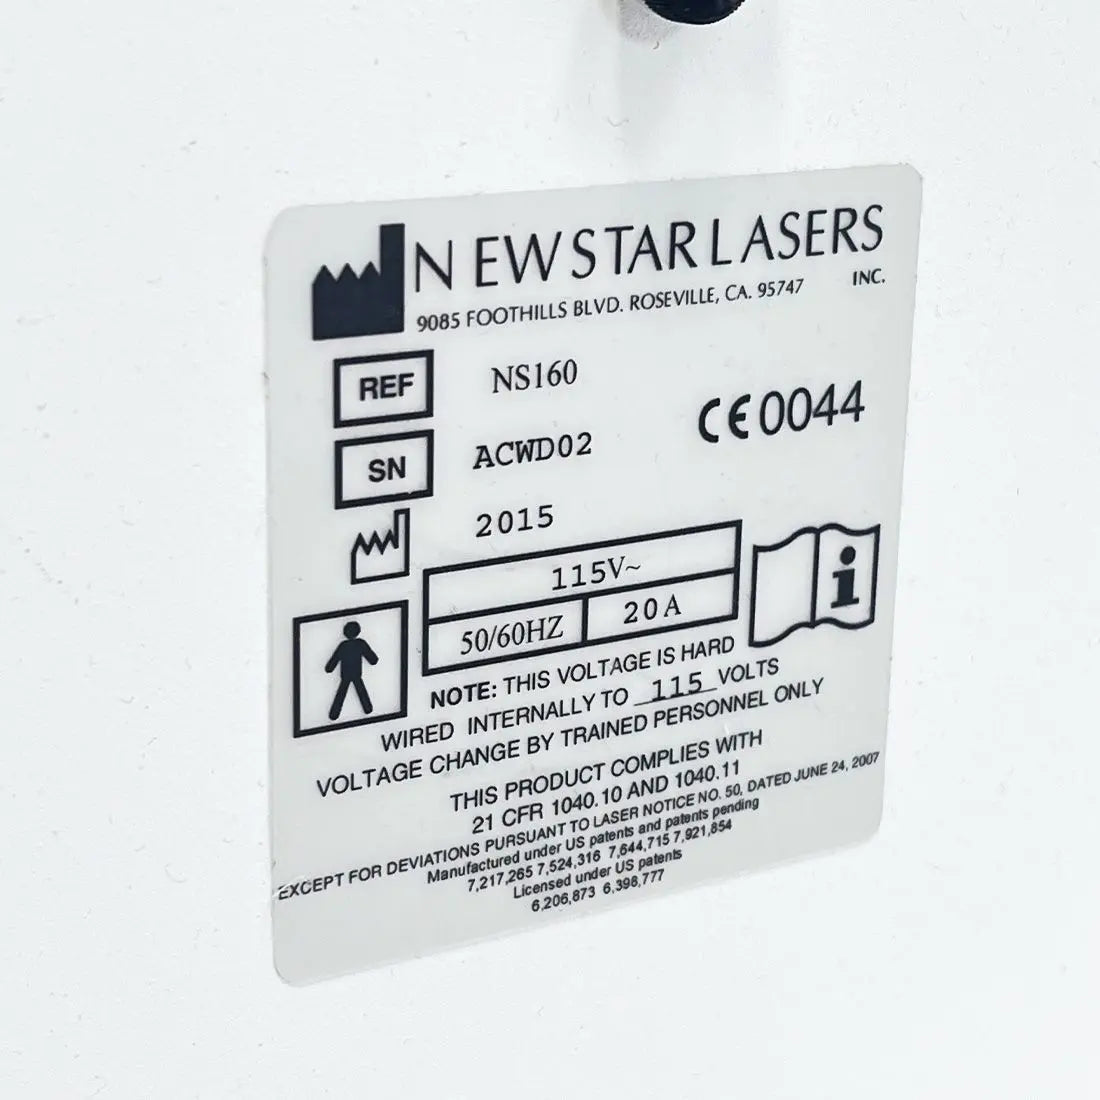 NEWSTAR LASERS
INC.
9085 FOOTHILLS BLVD. ROSEVILLE, CA. 95747
REF NS160
CE0044
SN ACWD02
2015
115V~
50/60HZ 20A
NOTE: THIS VOLTAGE IS HARD
WIRED INTERNALLY TO 115 VOLTS
VOLTAGE CHANGE BY TRAINED PERSONNEL ONLY
THIS PRODUCT COMPLIES WITH
21 CFR 1040.10 AND 1040.11
EXCEPT FOR DEVIATIONS PURSUANT TO LASER NOTICE NO. 50, DATED JUNE 24, 2007
Manufactured under US patents and patents pending
7,217,265 7,524,316 7,644,715 7,921,854
Licensed under US patents
6,206,873 6,398,777